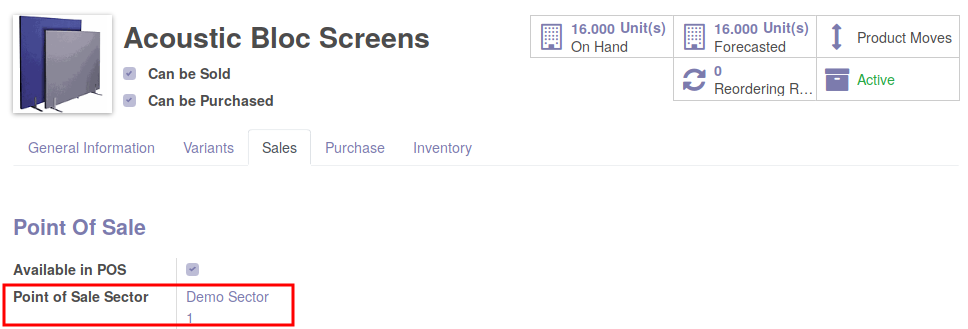 Acoustic Bloc Screens
Can be Sold
Can be Purchased
16.000 Unit(s)
On Hand
16.000 Unit(s)
Forecasted
Product Moves
0
Reordering R...
Active
General Information Variants Sales Purchase Inventory
Point Of Sale
Available in POS
Point of Sale Sector Demo Sector
1